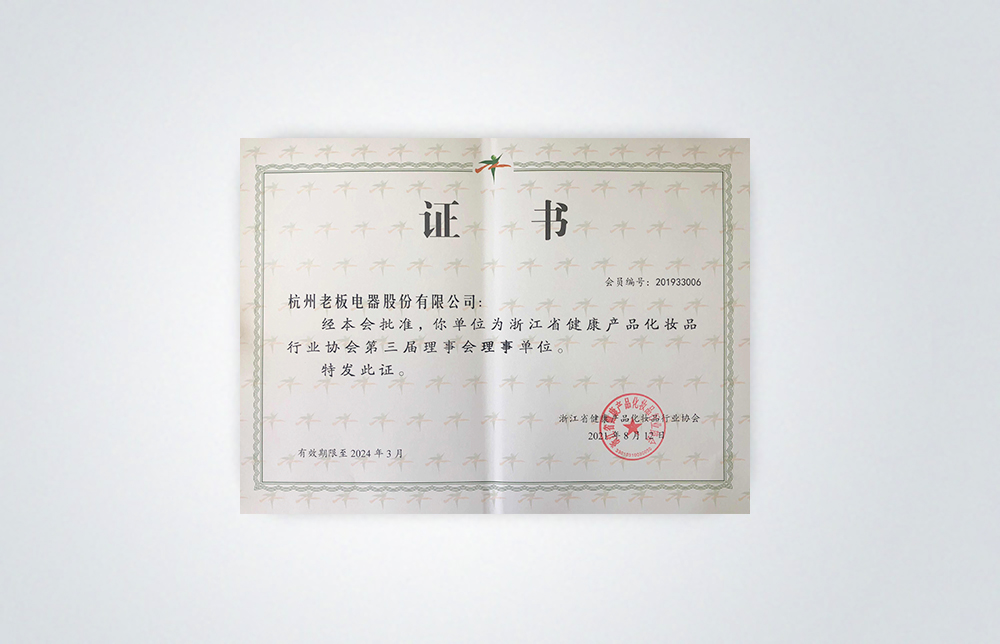 证 书
会员编号：201933006
杭州老板电器股份有限公司：
经本会批准，你单位为浙江省健康产品化妆品
行业协会第三届理事会理事单位。
特发此证。
浙江省健康产品化妆品行业协会
2021 年 8 月 12 日
有效期限至 2024 年 3 月